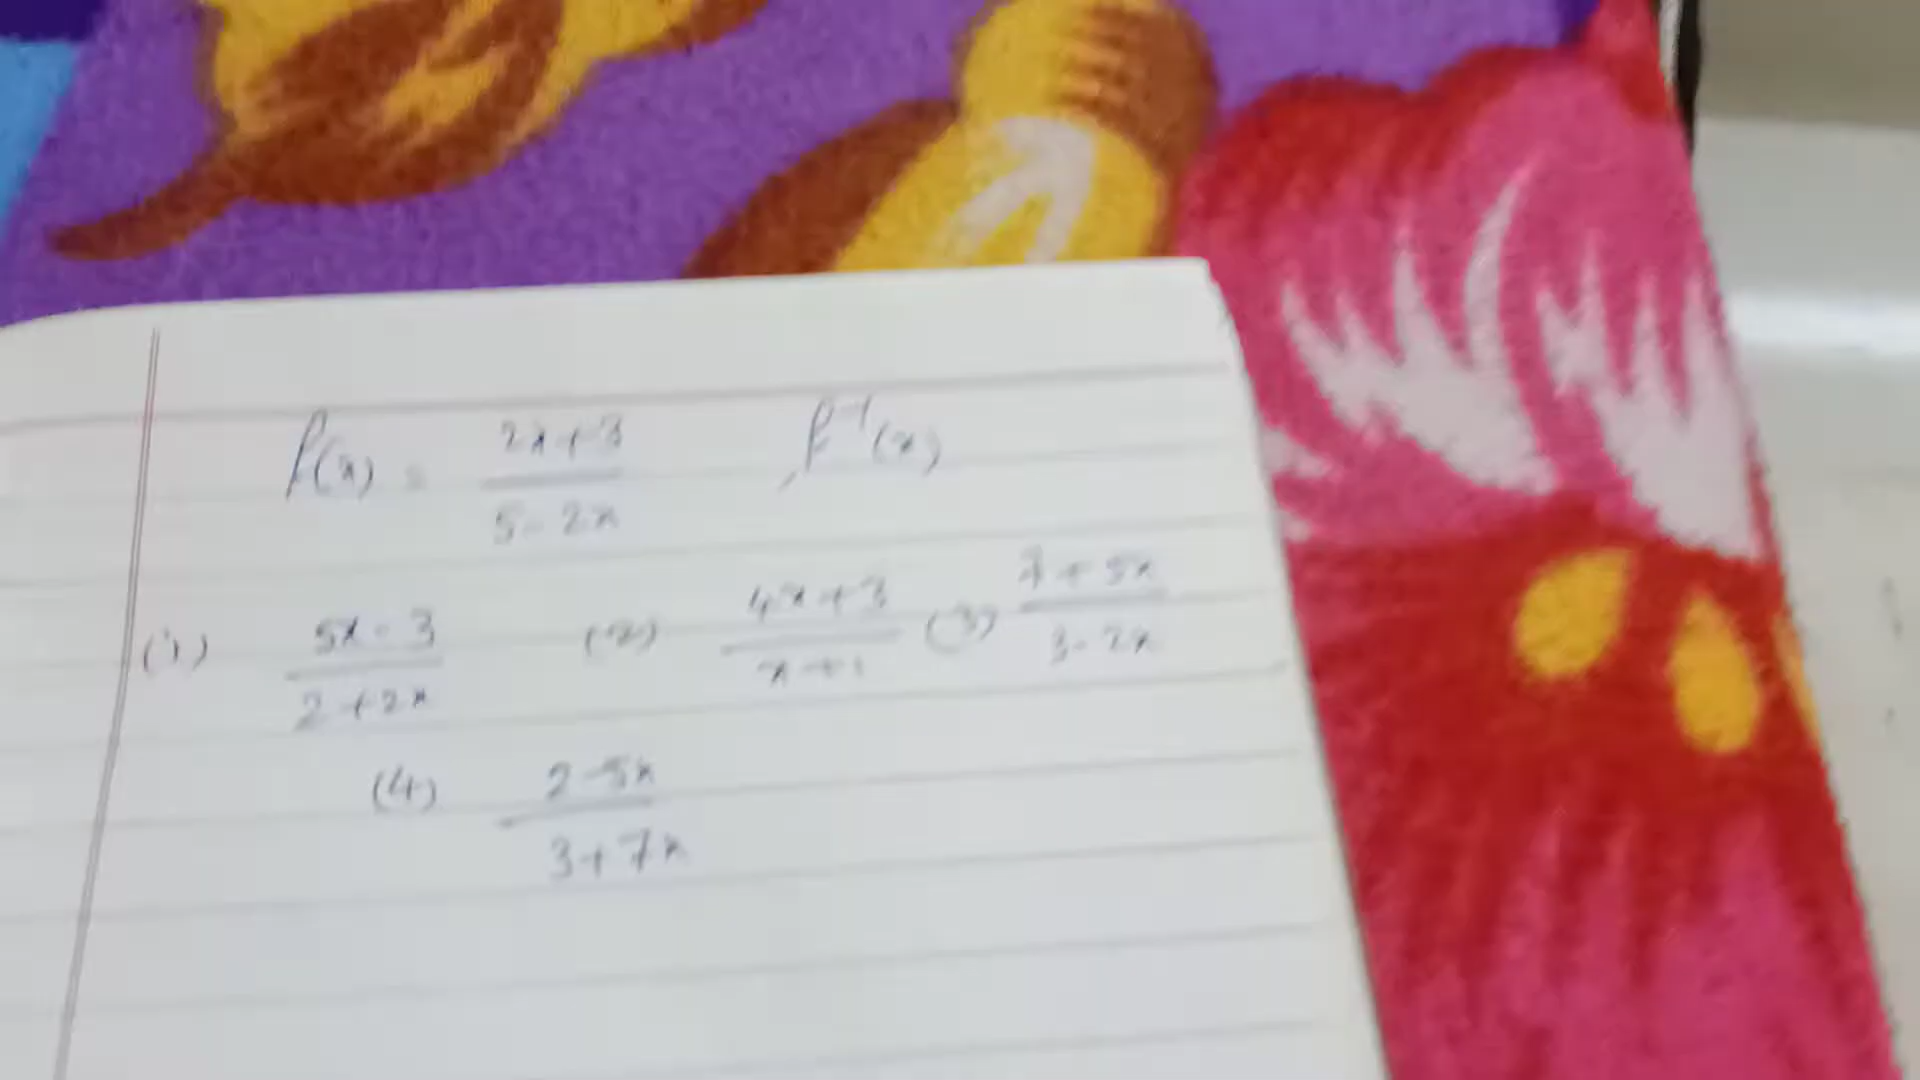 f(x) = 2x+3 / 5-2x , f⁻¹(x)
(1) 5x-3 / 2+2x (2) 4x+3 / x+1 (3) 7+5x / 3-2x
(4) 2-5x / 3+7x